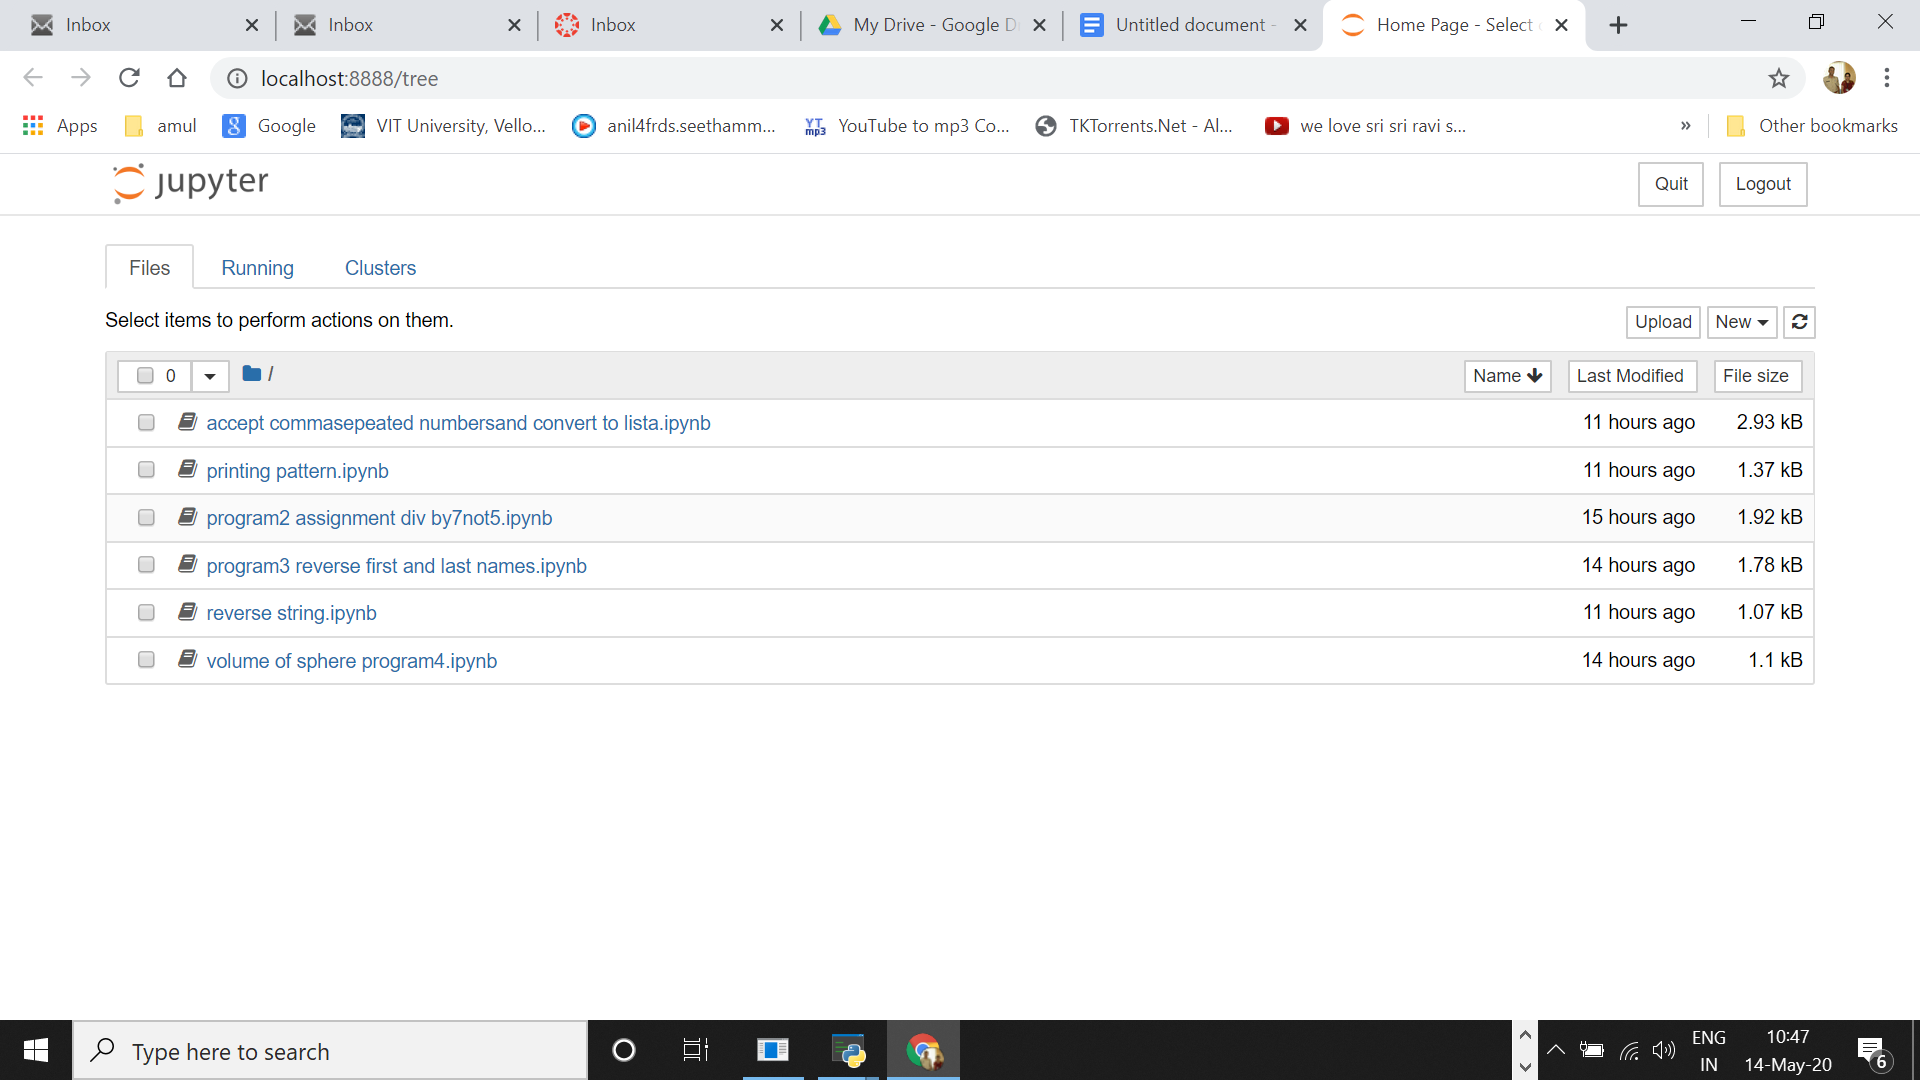 Inbox Inbox Inbox My Drive - Google D Untitled document - Home Page - Select
localhost:8888/tree
Apps amul Google VIT University, Vello... anil4frds.seethamm... YouTube to mp3 Co... TKTorrents.Net - Al... we love sri sri ravi s... » Other bookmarks
jupyter Quit Logout
Files Running Clusters
Select items to perform actions on them. Upload New
0 / Name Last Modified File size
accept commasepeated numbersand convert to lista.ipynb 11 hours ago 2.93 kB
printing pattern.ipynb 11 hours ago 1.37 kB
program2 assignment div by7not5.ipynb 15 hours ago 1.92 kB
program3 reverse first and last names.ipynb 14 hours ago 1.78 kB
reverse string.ipynb 11 hours ago 1.07 kB
volume of sphere program4.ipynb 14 hours ago 1.1 kB
Type here to search
ENG 10:47
IN 14-May-20 6